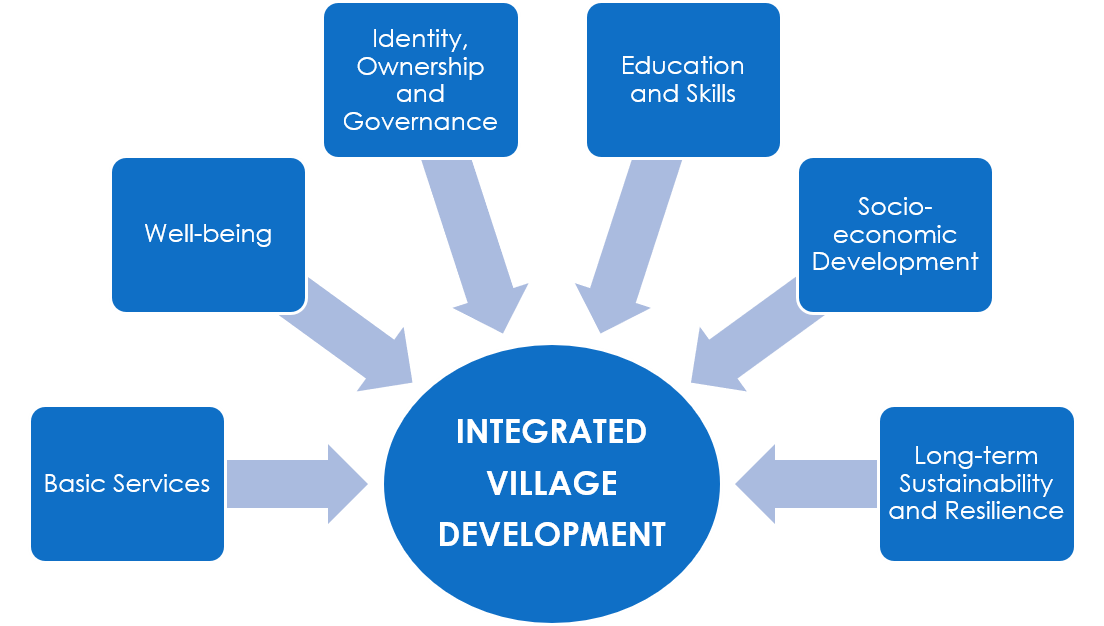 Identity,
Ownership
and
Governance
Education
and Skills
Well-being
Socio-
economic
Development
Basic Services
INTEGRATED
VILLAGE
DEVELOPMENT
Long-term
Sustainability
and Resilience